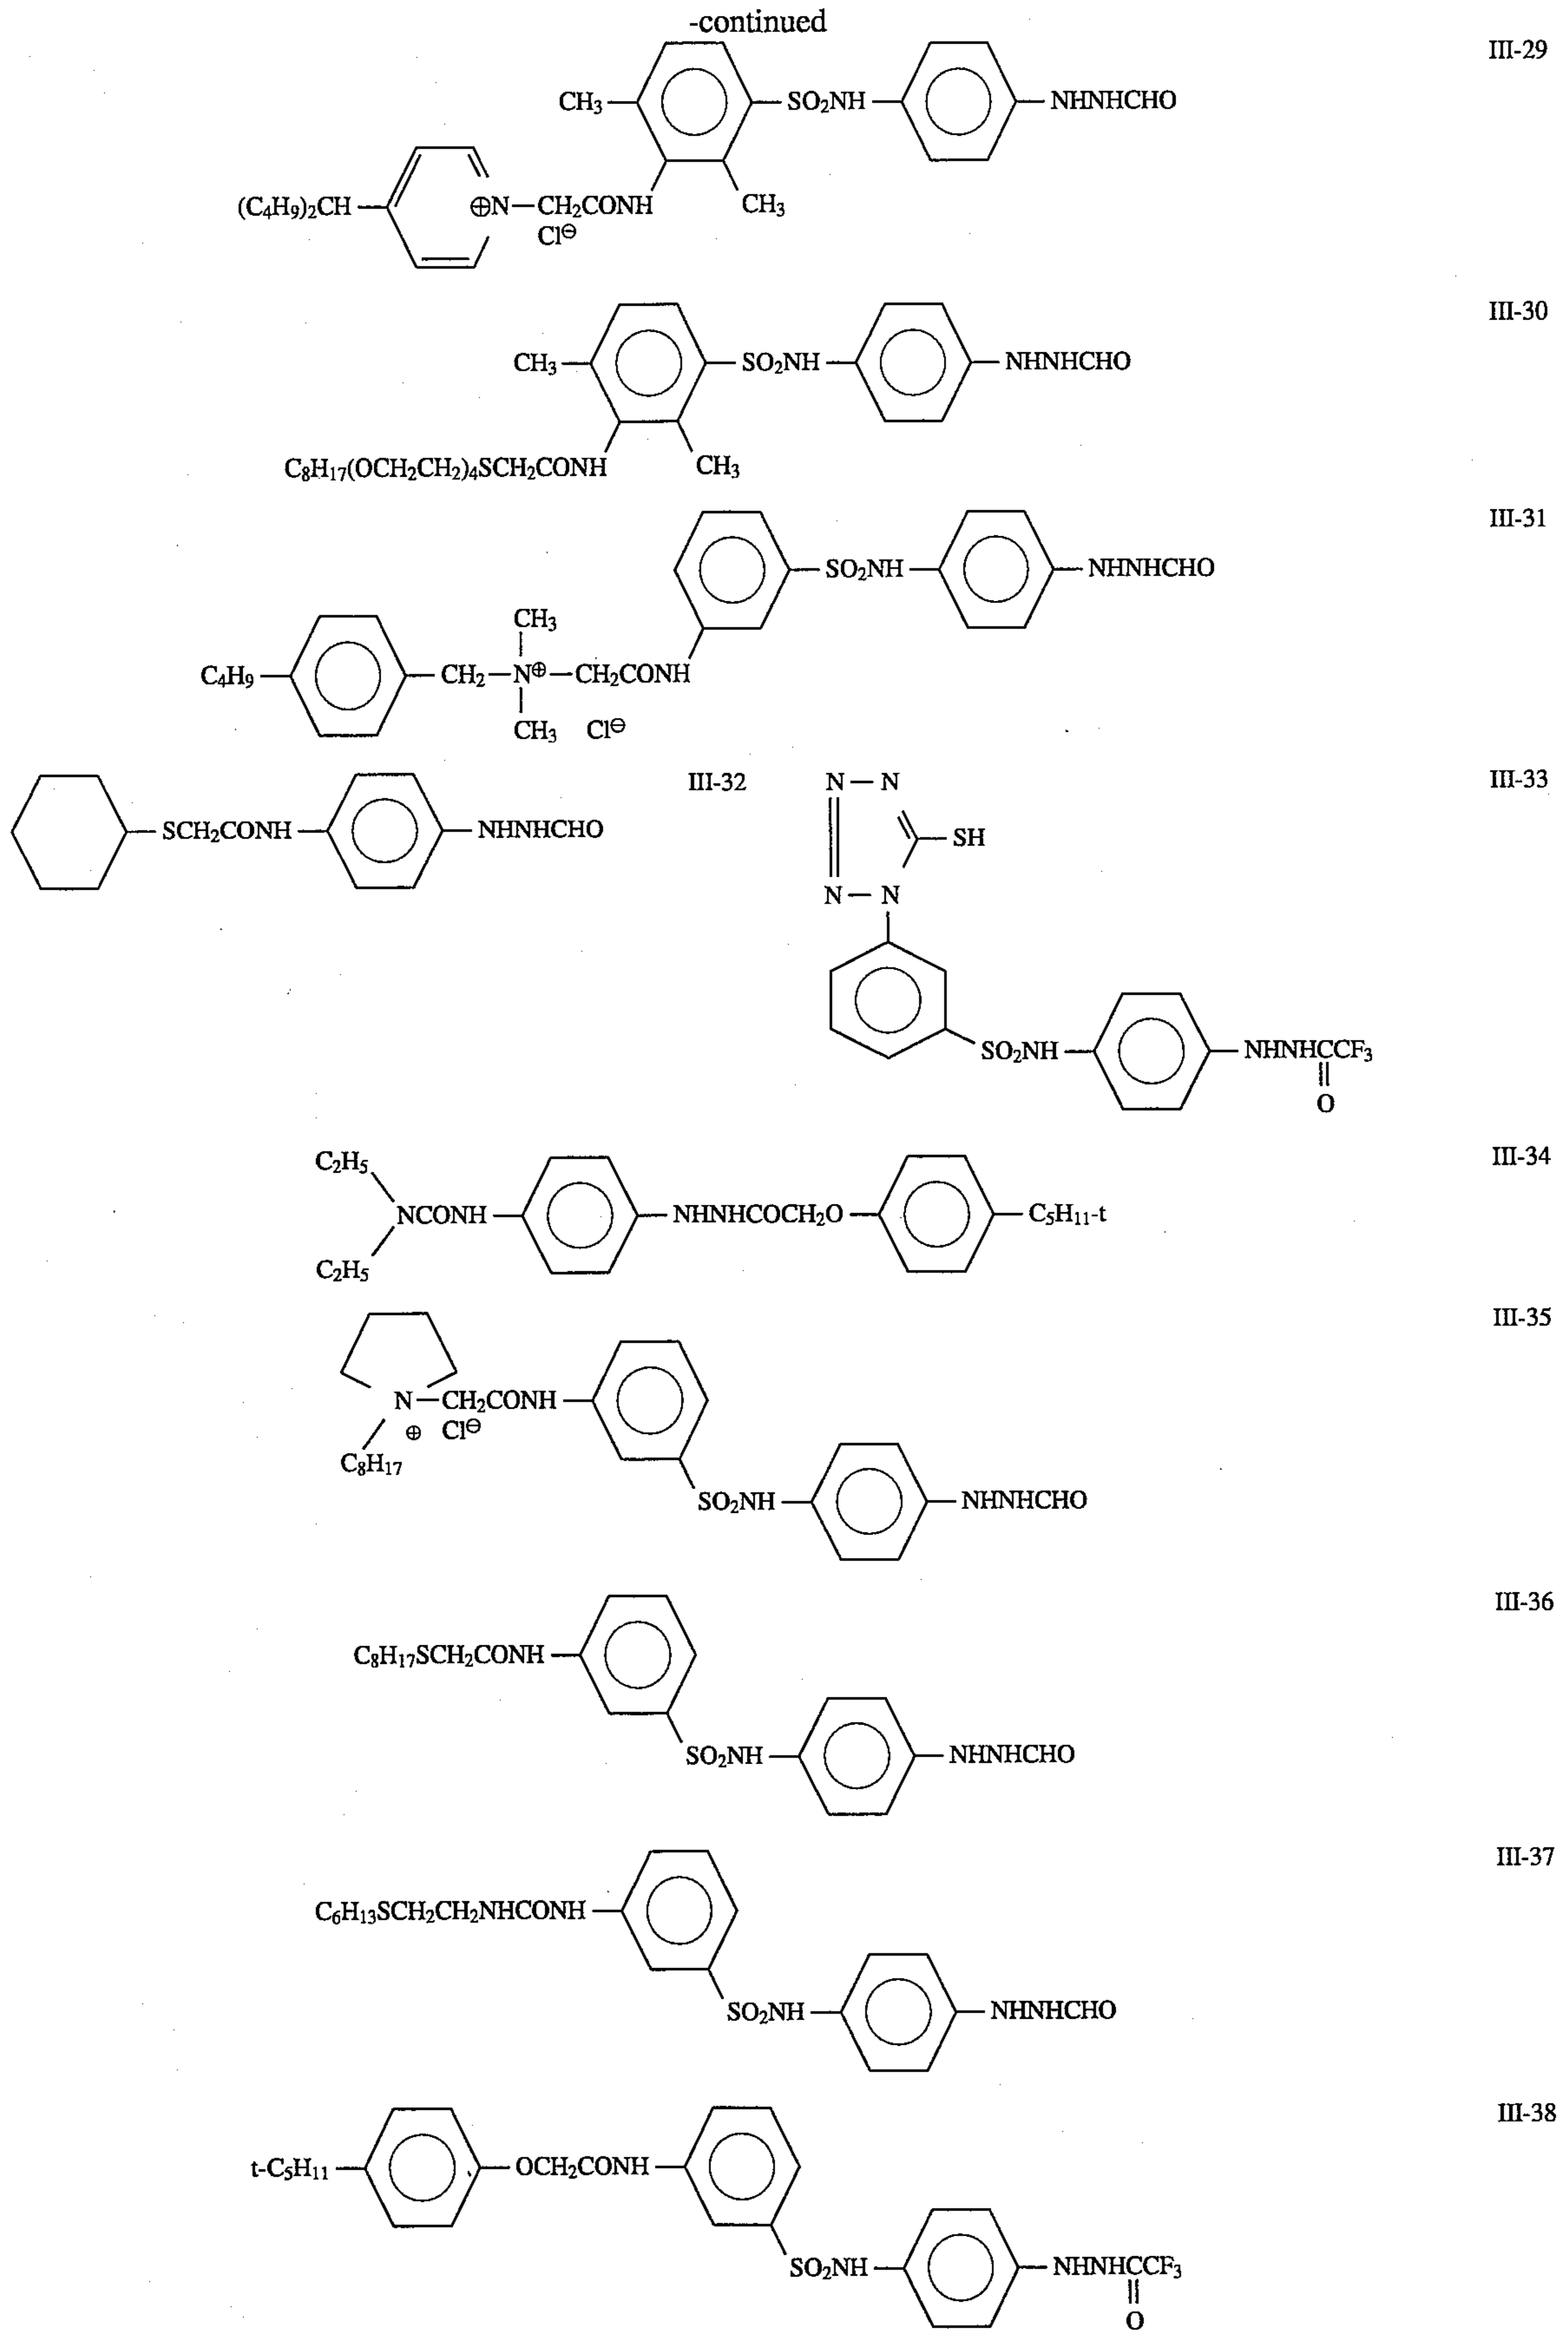 -continued
III-29
CH₃ SO₂NH NHNHCHO
(C₄H₉)₂CH ⊕N CH₂CONH CH₃
Cl⊖
III-30
CH₃ SO₂NH NHNHCHO
C₈H₁₇(OCH₂CH₂)₄SCH₂CONH CH₃
III-31
SO₂NH NHNHCHO
CH₃
C₄H₉ CH₂ N⊕ CH₂CONH
CH₃ Cl⊖
III-32
SCH₂CONH NHNHCHO
III-33
N N
SH
N N
SO₂NH NHNHCCF₃
O
III-34
C₂H₅
NCONH NHNHCOCH₂O C₅H₁₁-t
C₂H₅
III-35
N CH₂CONH
⊕ Cl⊖
C₈H₁₇
SO₂NH NHNHCHO
III-36
C₈H₁₇SCH₂CONH
SO₂NH NHNHCHO
III-37
C₆H₁₃SCH₂CH₂NHCONH
SO₂NH NHNHCHO
III-38
t-C₅H₁₁ OCH₂CONH
SO₂NH NHNHCCF₃
O